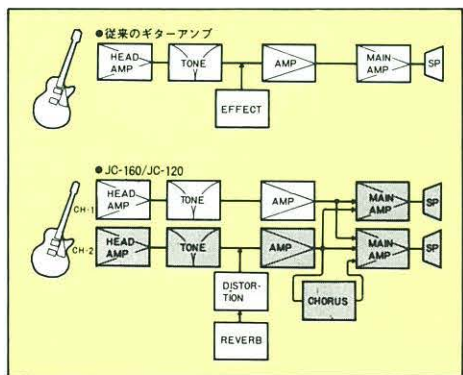 ●従来のギターアンプ
HEAD AMP
TONE
AMP
MAIN AMP
SP
EFFECT
●JC-160/JC-120
CH-1
HEAD AMP
TONE
AMP
MAIN AMP
SP
CH-2
HEAD AMP
TONE
AMP
MAIN AMP
SP
DISTOR-
TION
CHORUS
REVERB